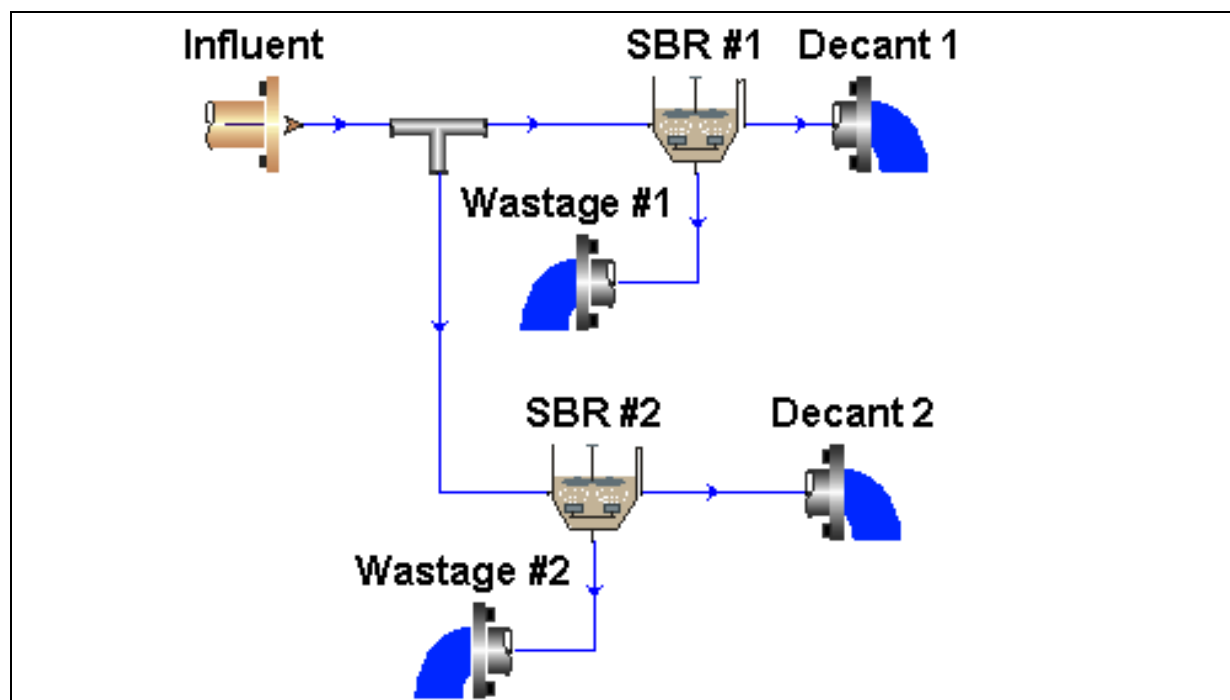 Influent
SBR #1
Decant 1
Wastage #1
SBR #2
Decant 2
Wastage #2